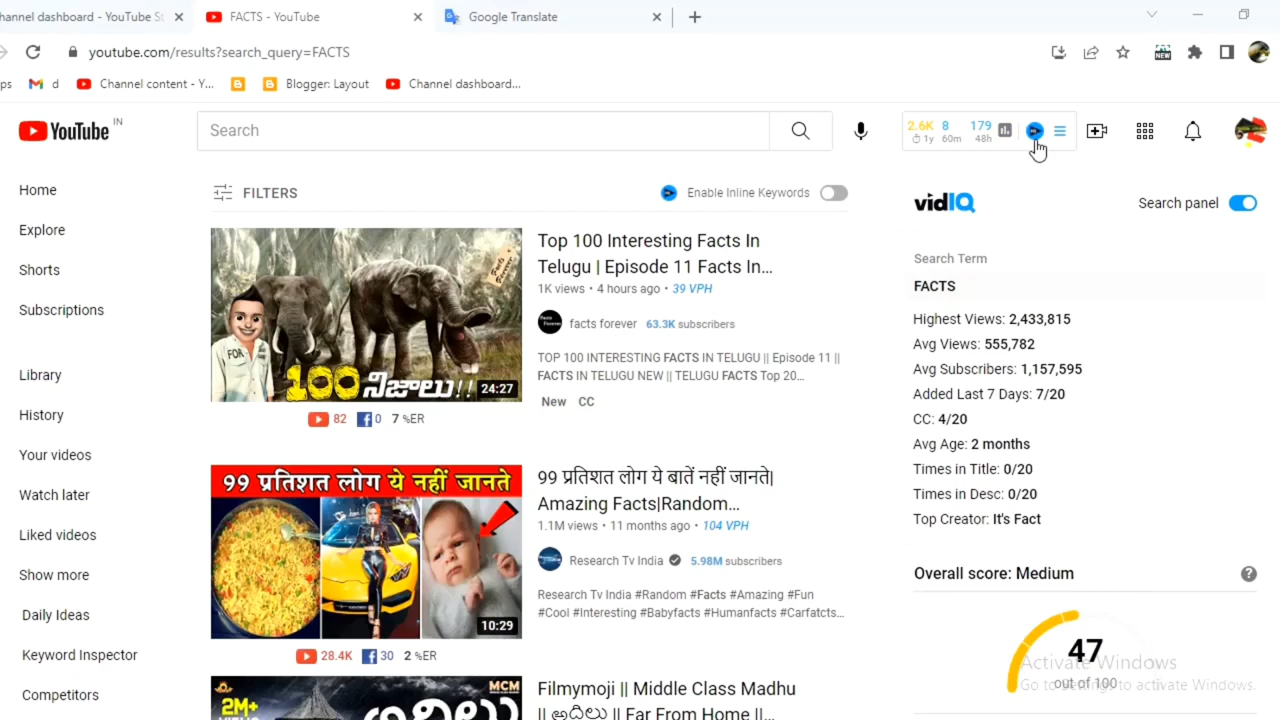 hannel dashboard - YouTube St
FACTS - YouTube
Google Translate
youtube.com/results?search_query=FACTS
ps
d
Channel content - Y...
Blogger: Layout
Channel dashboard...
YouTube IN
Search
2.6K 8 179
1y 60m 48h
Home
Explore
Shorts
Subscriptions
Library
History
Your videos
Watch later
Liked videos
Show more
Daily Ideas
Keyword Inspector
Competitors
FILTERS
Enable Inline Keywords
Facts Forever
FOR
100 నిజాలు!!
24:27
82 0 7 %ER
Top 100 Interesting Facts In
Telugu | Episode 11 Facts In...
1K views • 4 hours ago • 39 VPH
facts forever 63.3K subscribers
TOP 100 INTERESTING FACTS IN TELUGU || Episode 11 ||
FACTS IN TELUGU NEW || TELUGU FACTS Top 20...
New CC
99 प्रतिशत लोग ये नहीं जानते
10:29
28.4K 30 2 %ER
99 प्रतिशत लोग ये बातें नहीं जानते|
Amazing Facts|Random...
1.1M views • 11 months ago • 104 VPH
Research Tv India 5.98M subscribers
Research Tv India #Random #Facts #Amazing #Fun
#Cool #Interesting #Babyfacts #Humanfacts #Carfatcts...
2M+
MCM
Filmymoji || Middle Class Madhu
|| అదిలు || Far From Home ||...
vidIQ
Search panel
Search Term
FACTS
Highest Views: 2,433,815
Avg Views: 555,782
Avg Subscribers: 1,157,595
Added Last 7 Days: 7/20
CC: 4/20
Avg Age: 2 months
Times in Title: 0/20
Times in Desc: 0/20
Top Creator: It's Fact
Overall score: Medium
?
47
out of 100
Activate Windows
Go to Settings to activate Windows.